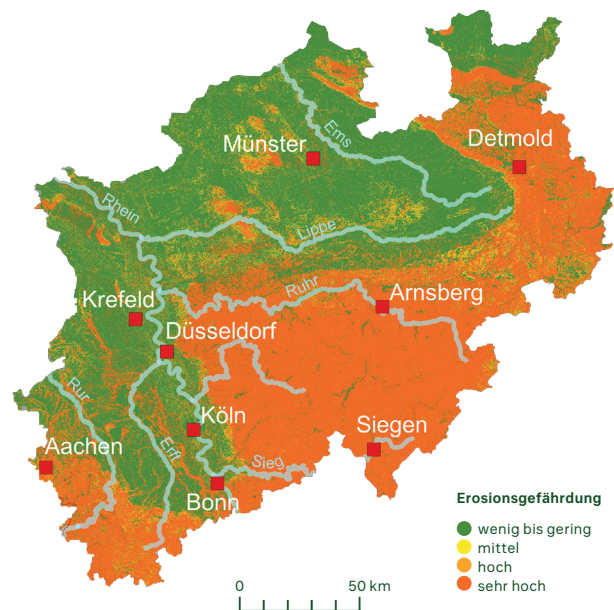 Ems
Münster
Detmold
Rhein
Lippe
Ruhr
Arnsberg
Krefeld
Düsseldorf
Rur
Köln
Siegen
Aachen
Erft
Sieg
Bonn
Erosionsgefährdung
wenig bis gering
mittel
hoch
sehr hoch
0 50 km